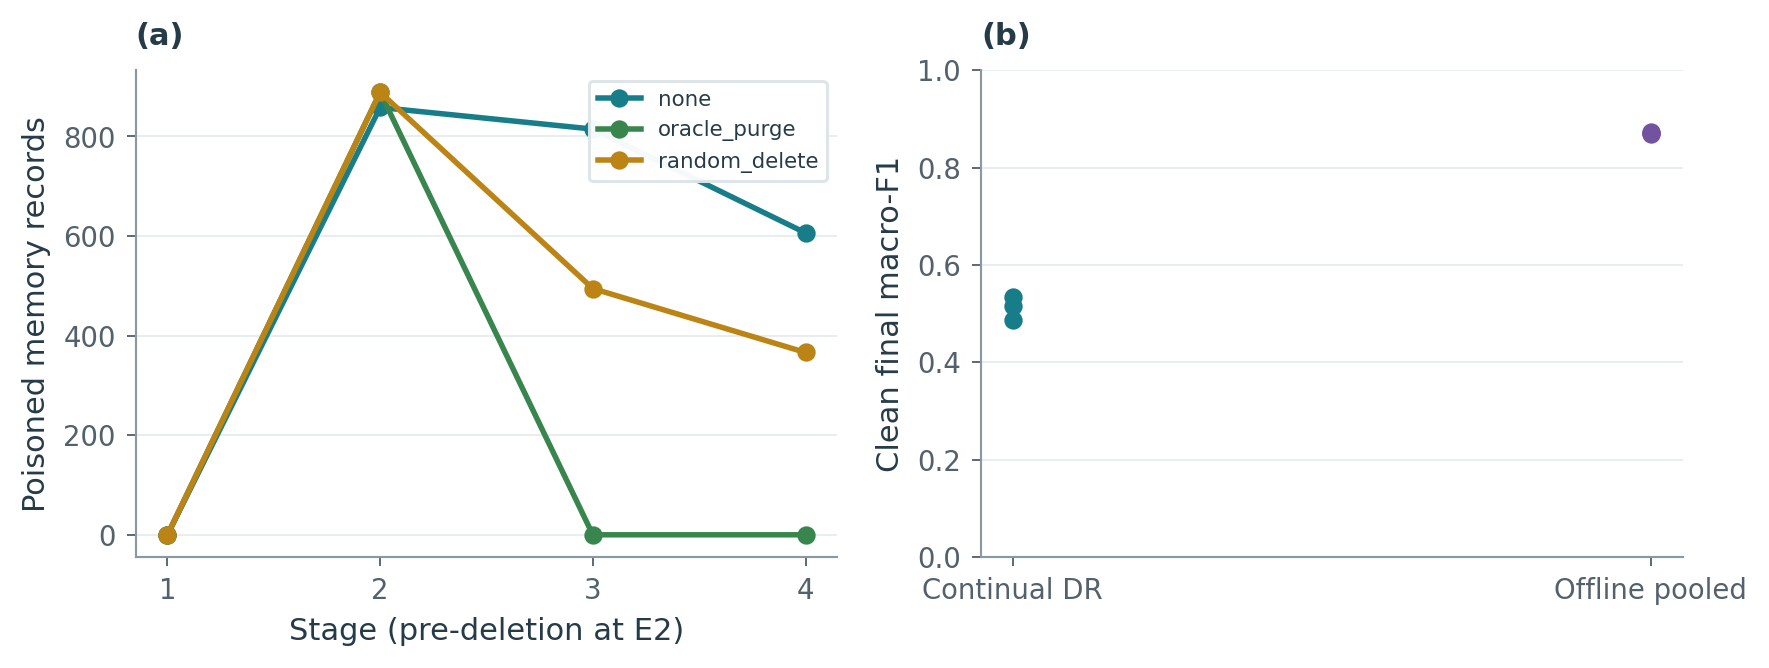 (a)
Poisoned memory records
800
600
400
200
0
none
oracle_purge
random_delete
1 2 3 4
Stage (pre-deletion at E2)
(b)
Clean final macro-F1
1.0
0.8
0.6
0.4
0.2
0.0
Continual DR Offline pooled